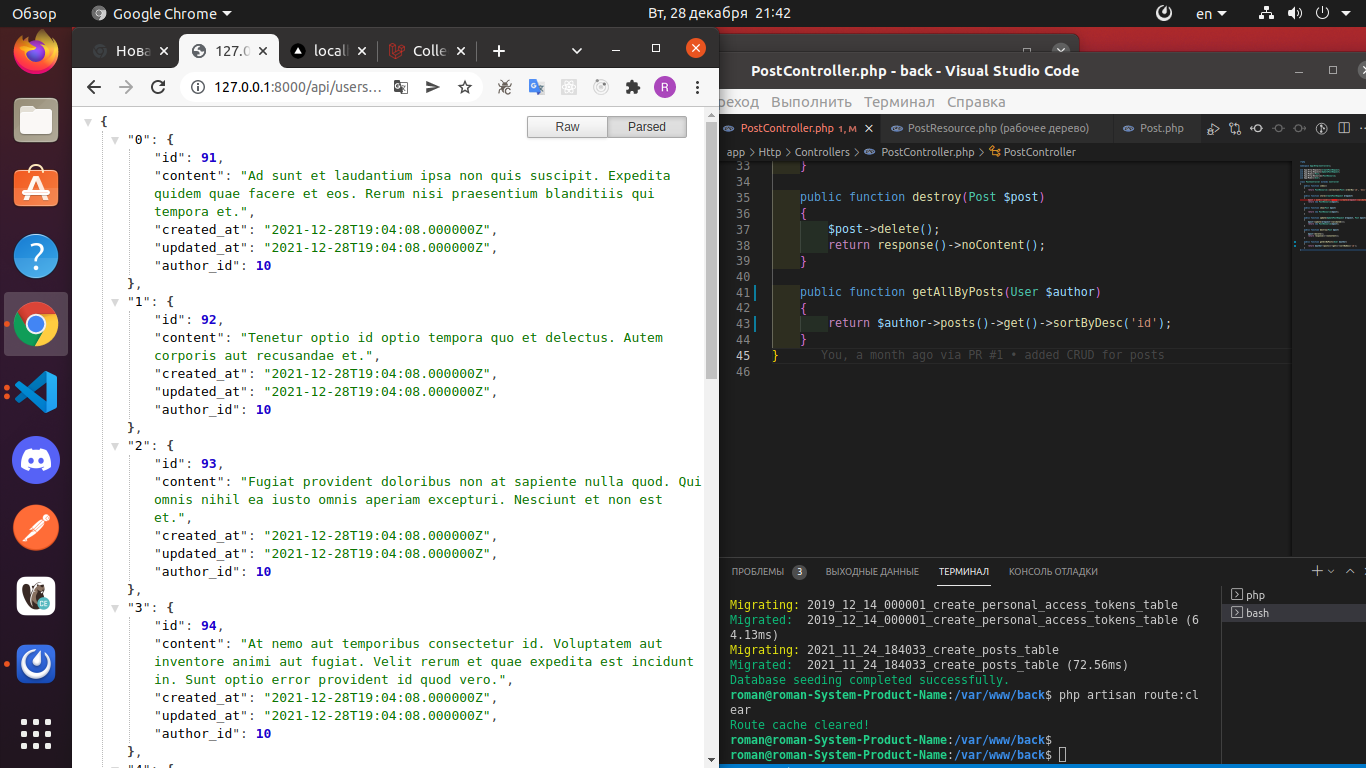 Обзор
Google Chrome
Вт, 28 декабря 21:42
en
Нова
127.0
locall
Colle
127.0.0.1:8000/api/users...
R
Raw
Parsed
{
"0": {
"id": 91,
"content": "Ad sunt et laudantium ipsa non quis suscipit. Expedita
quidem quae facere et eos. Rerum nisi praesentium blanditiis qui
tempora et.",
"created_at": "2021-12-28T19:04:08.000000Z",
"updated_at": "2021-12-28T19:04:08.000000Z",
"author_id": 10
},
"1": {
"id": 92,
"content": "Tenetur optio id optio tempora quo et delectus. Autem
corporis aut recusandae et.",
"created_at": "2021-12-28T19:04:08.000000Z",
"updated_at": "2021-12-28T19:04:08.000000Z",
"author_id": 10
},
"2": {
"id": 93,
"content": "Fugiat provident doloribus non at sapiente nulla quod. Qui
omnis nihil ea iusto omnis aperiam excepturi. Nesciunt et non est
et.",
"created_at": "2021-12-28T19:04:08.000000Z",
"updated_at": "2021-12-28T19:04:08.000000Z",
"author_id": 10
},
"3": {
"id": 94,
"content": "At nemo aut temporibus consectetur id. Voluptatem aut
inventore animi aut fugiat. Velit rerum et quae expedita est incidunt
in. Sunt optio error provident id quod vero.",
"created_at": "2021-12-28T19:04:08.000000Z",
"updated_at": "2021-12-28T19:04:08.000000Z",
"author_id": 10
},
PostController.php - back - Visual Studio Code
реход Выполнить Терминал Справка
PostController.php 1, M
PostResource.php (рабочее дерево)
Post.php
app > Http > Controllers > PostController.php > PostController
33 }
34
35 public function destroy(Post $post)
36 {
37 $post->delete();
38 return response()->noContent();
39 }
40
41 public function getAllByPosts(User $author)
42 {
43 return $author->posts()->get()->sortByDesc('id');
44 }
45 } You, a month ago via PR #1 • added CRUD for posts
46
ПРОБЛЕМЫ 3 ВЫХОДНЫЕ ДАННЫЕ ТЕРМИНАЛ КОНСОЛЬ ОТЛАДКИ
Migrating: 2019_12_14_000001_create_personal_access_tokens_table
Migrated: 2019_12_14_000001_create_personal_access_tokens_table (6
4.13ms)
Migrating: 2021_11_24_184033_create_posts_table
Migrated: 2021_11_24_184033_create_posts_table (72.56ms)
Database seeding completed successfully.
roman@roman-System-Product-Name:/var/www/back$ php artisan route:cl
ear
Route cache cleared!
roman@roman-System-Product-Name:/var/www/back$
roman@roman-System-Product-Name:/var/www/back$
php
bash